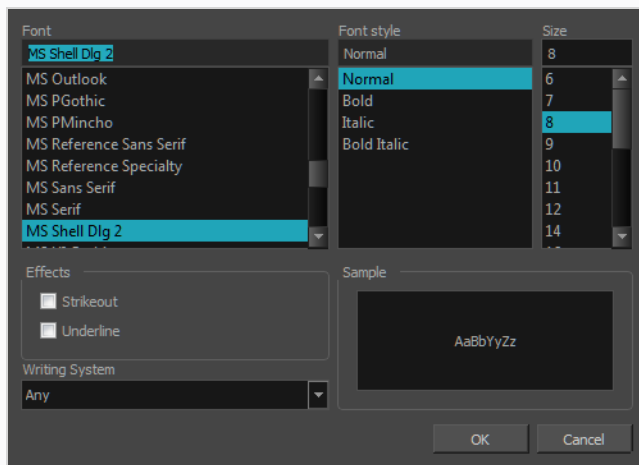 Font
MS Shell Dlg 2
MS Outlook
MS PGothic
MS PMincho
MS Reference Sans Serif
MS Reference Specialty
MS Sans Serif
MS Serif
MS Shell Dlg 2
Font style
Normal
Normal
Bold
Italic
Bold Italic
Size
8
6
7
8
9
10
11
12
14
Effects
Strikeout
Underline
Sample
AaBbYyZz
Writing System
Any
OK
Cancel